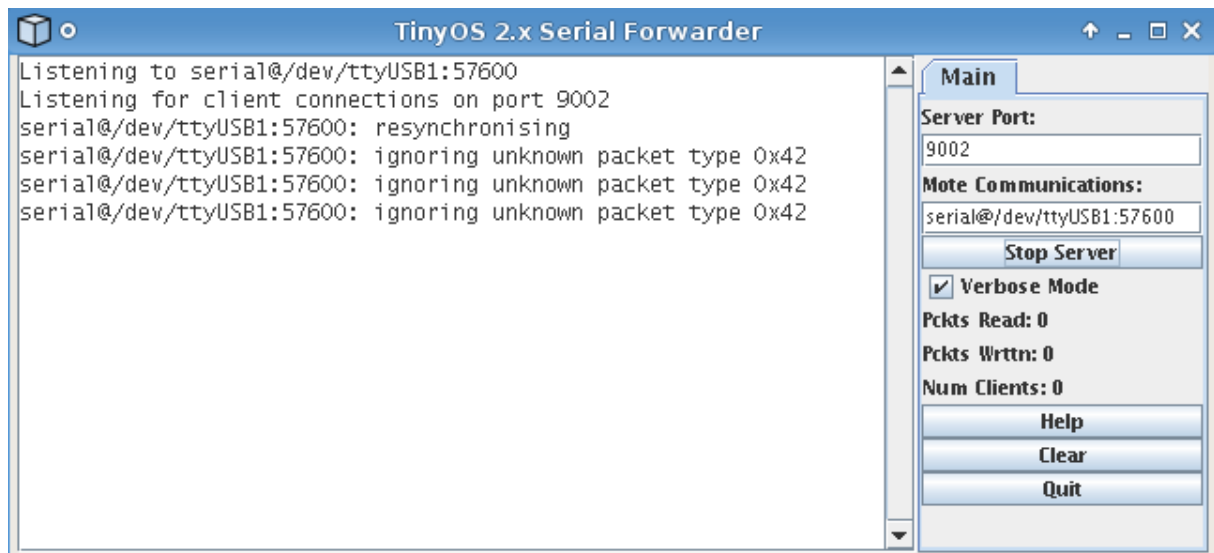 TinyOS 2.x Serial Forwarder
Listening to serial@/dev/ttyUSB1:57600
Listening for client connections on port 9002
serial@/dev/ttyUSB1:57600: resynchronising
serial@/dev/ttyUSB1:57600: ignoring unknown packet type 0x42
serial@/dev/ttyUSB1:57600: ignoring unknown packet type 0x42
serial@/dev/ttyUSB1:57600: ignoring unknown packet type 0x42
Main
Server Port:
9002
Mote Communications:
serial@/dev/ttyUSB1:57600
Stop Server
Verbose Mode
Pckts Read: 0
Pckts Wrttn: 0
Num Clients: 0
Help
Clear
Quit